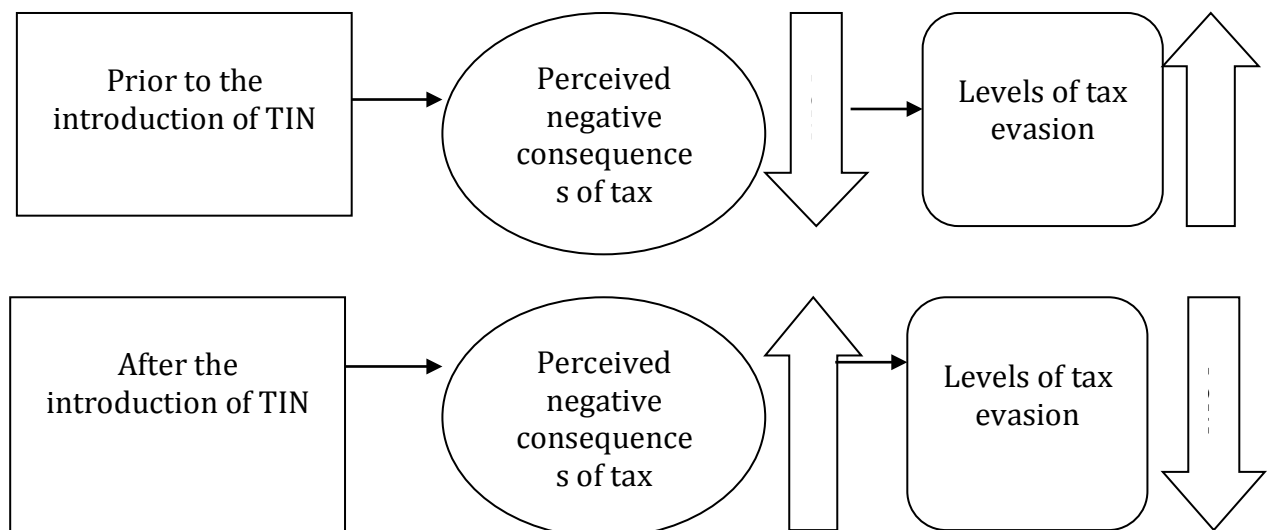 Prior to the
introduction of TIN
Perceived
negative
consequence
s of tax
Levels of tax
evasion
After the
introduction of TIN
Perceived
negative
consequence
s of tax
Levels of tax
evasion